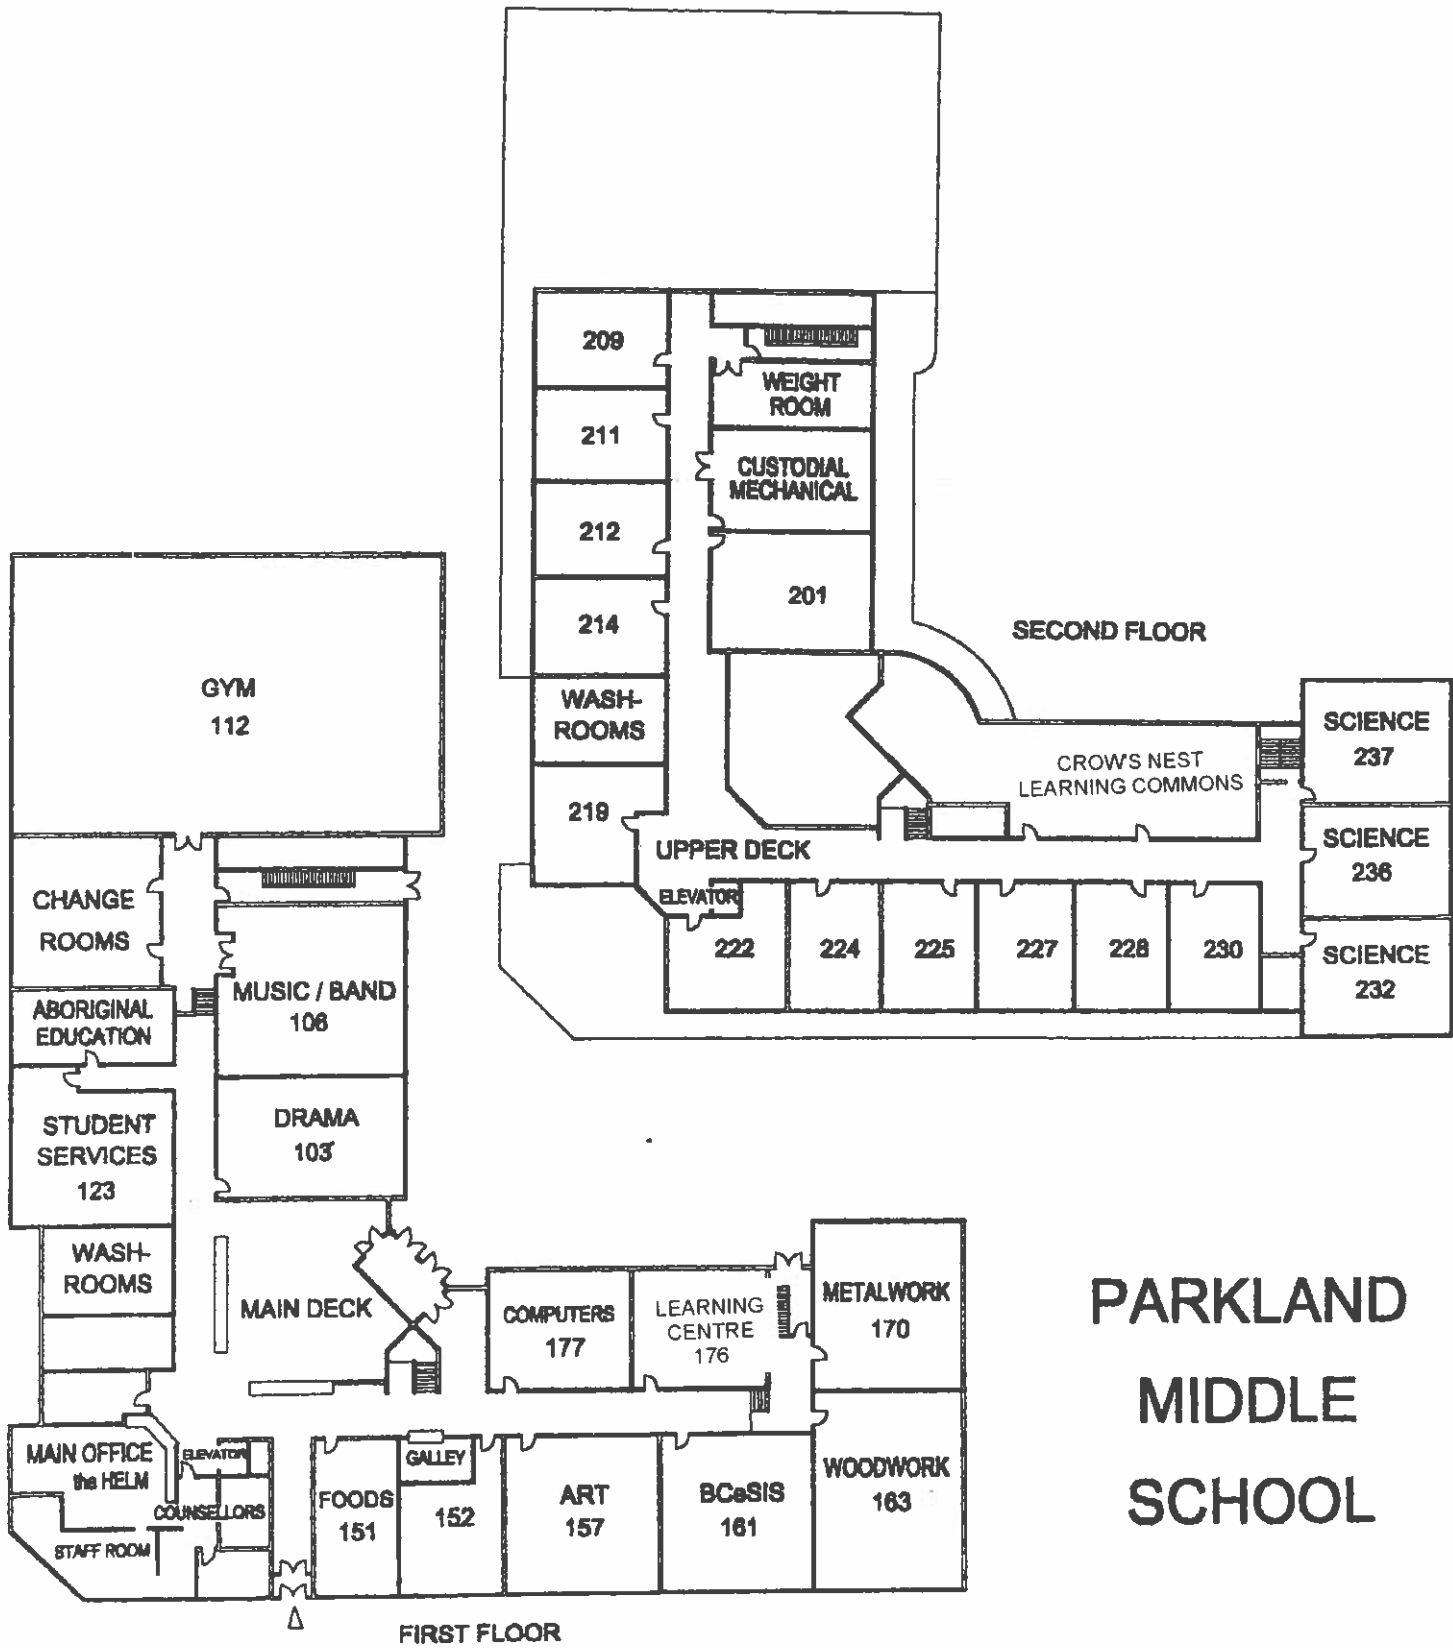 209
WEIGHT
ROOM
211
CUSTODIAL
MECHANICAL
212
201
214
SECOND FLOOR
WASH-
ROOMS
SCIENCE
237
CROW'S NEST
LEARNING COMMONS
219
UPPER DECK
SCIENCE
236
ELEVATOR
222
224
225
227
228
230
SCIENCE
232
GYM
112
CHANGE
ROOMS
MUSIC / BAND
106
ABORIGINAL
EDUCATION
DRAMA
103
STUDENT
SERVICES
123
WASH-
ROOMS
MAIN DECK
COMPUTERS
177
LEARNING
CENTRE
176
METALWORK
170
MAIN OFFICE
the HELM
ELEVATOR
COUNSELLORS
STAFF ROOM
FOODS
151
GALLEY
152
ART
157
BCeSIS
161
WOODWORK
163
FIRST FLOOR
PARKLAND
MIDDLE
SCHOOL